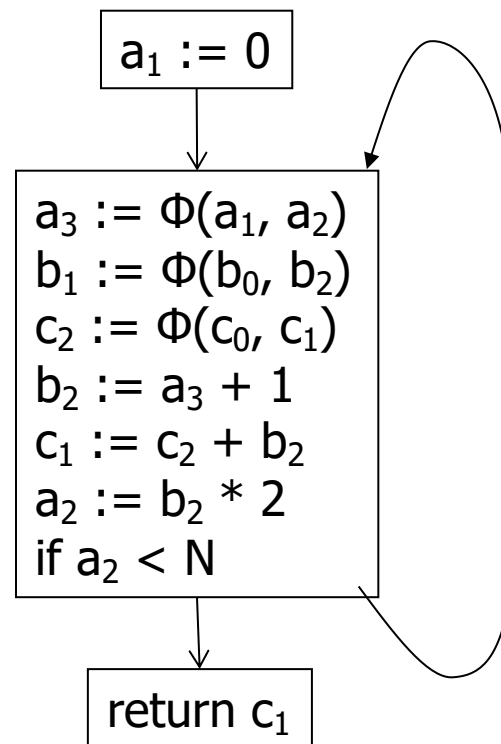 a₁ := 0
a₃ := Φ(a₁, a₂)
b₁ := Φ(b₀, b₂)
c₂ := Φ(c₀, c₁)
b₂ := a₃ + 1
c₁ := c₂ + b₂
a₂ := b₂ * 2
if a₂ < N
return c₁